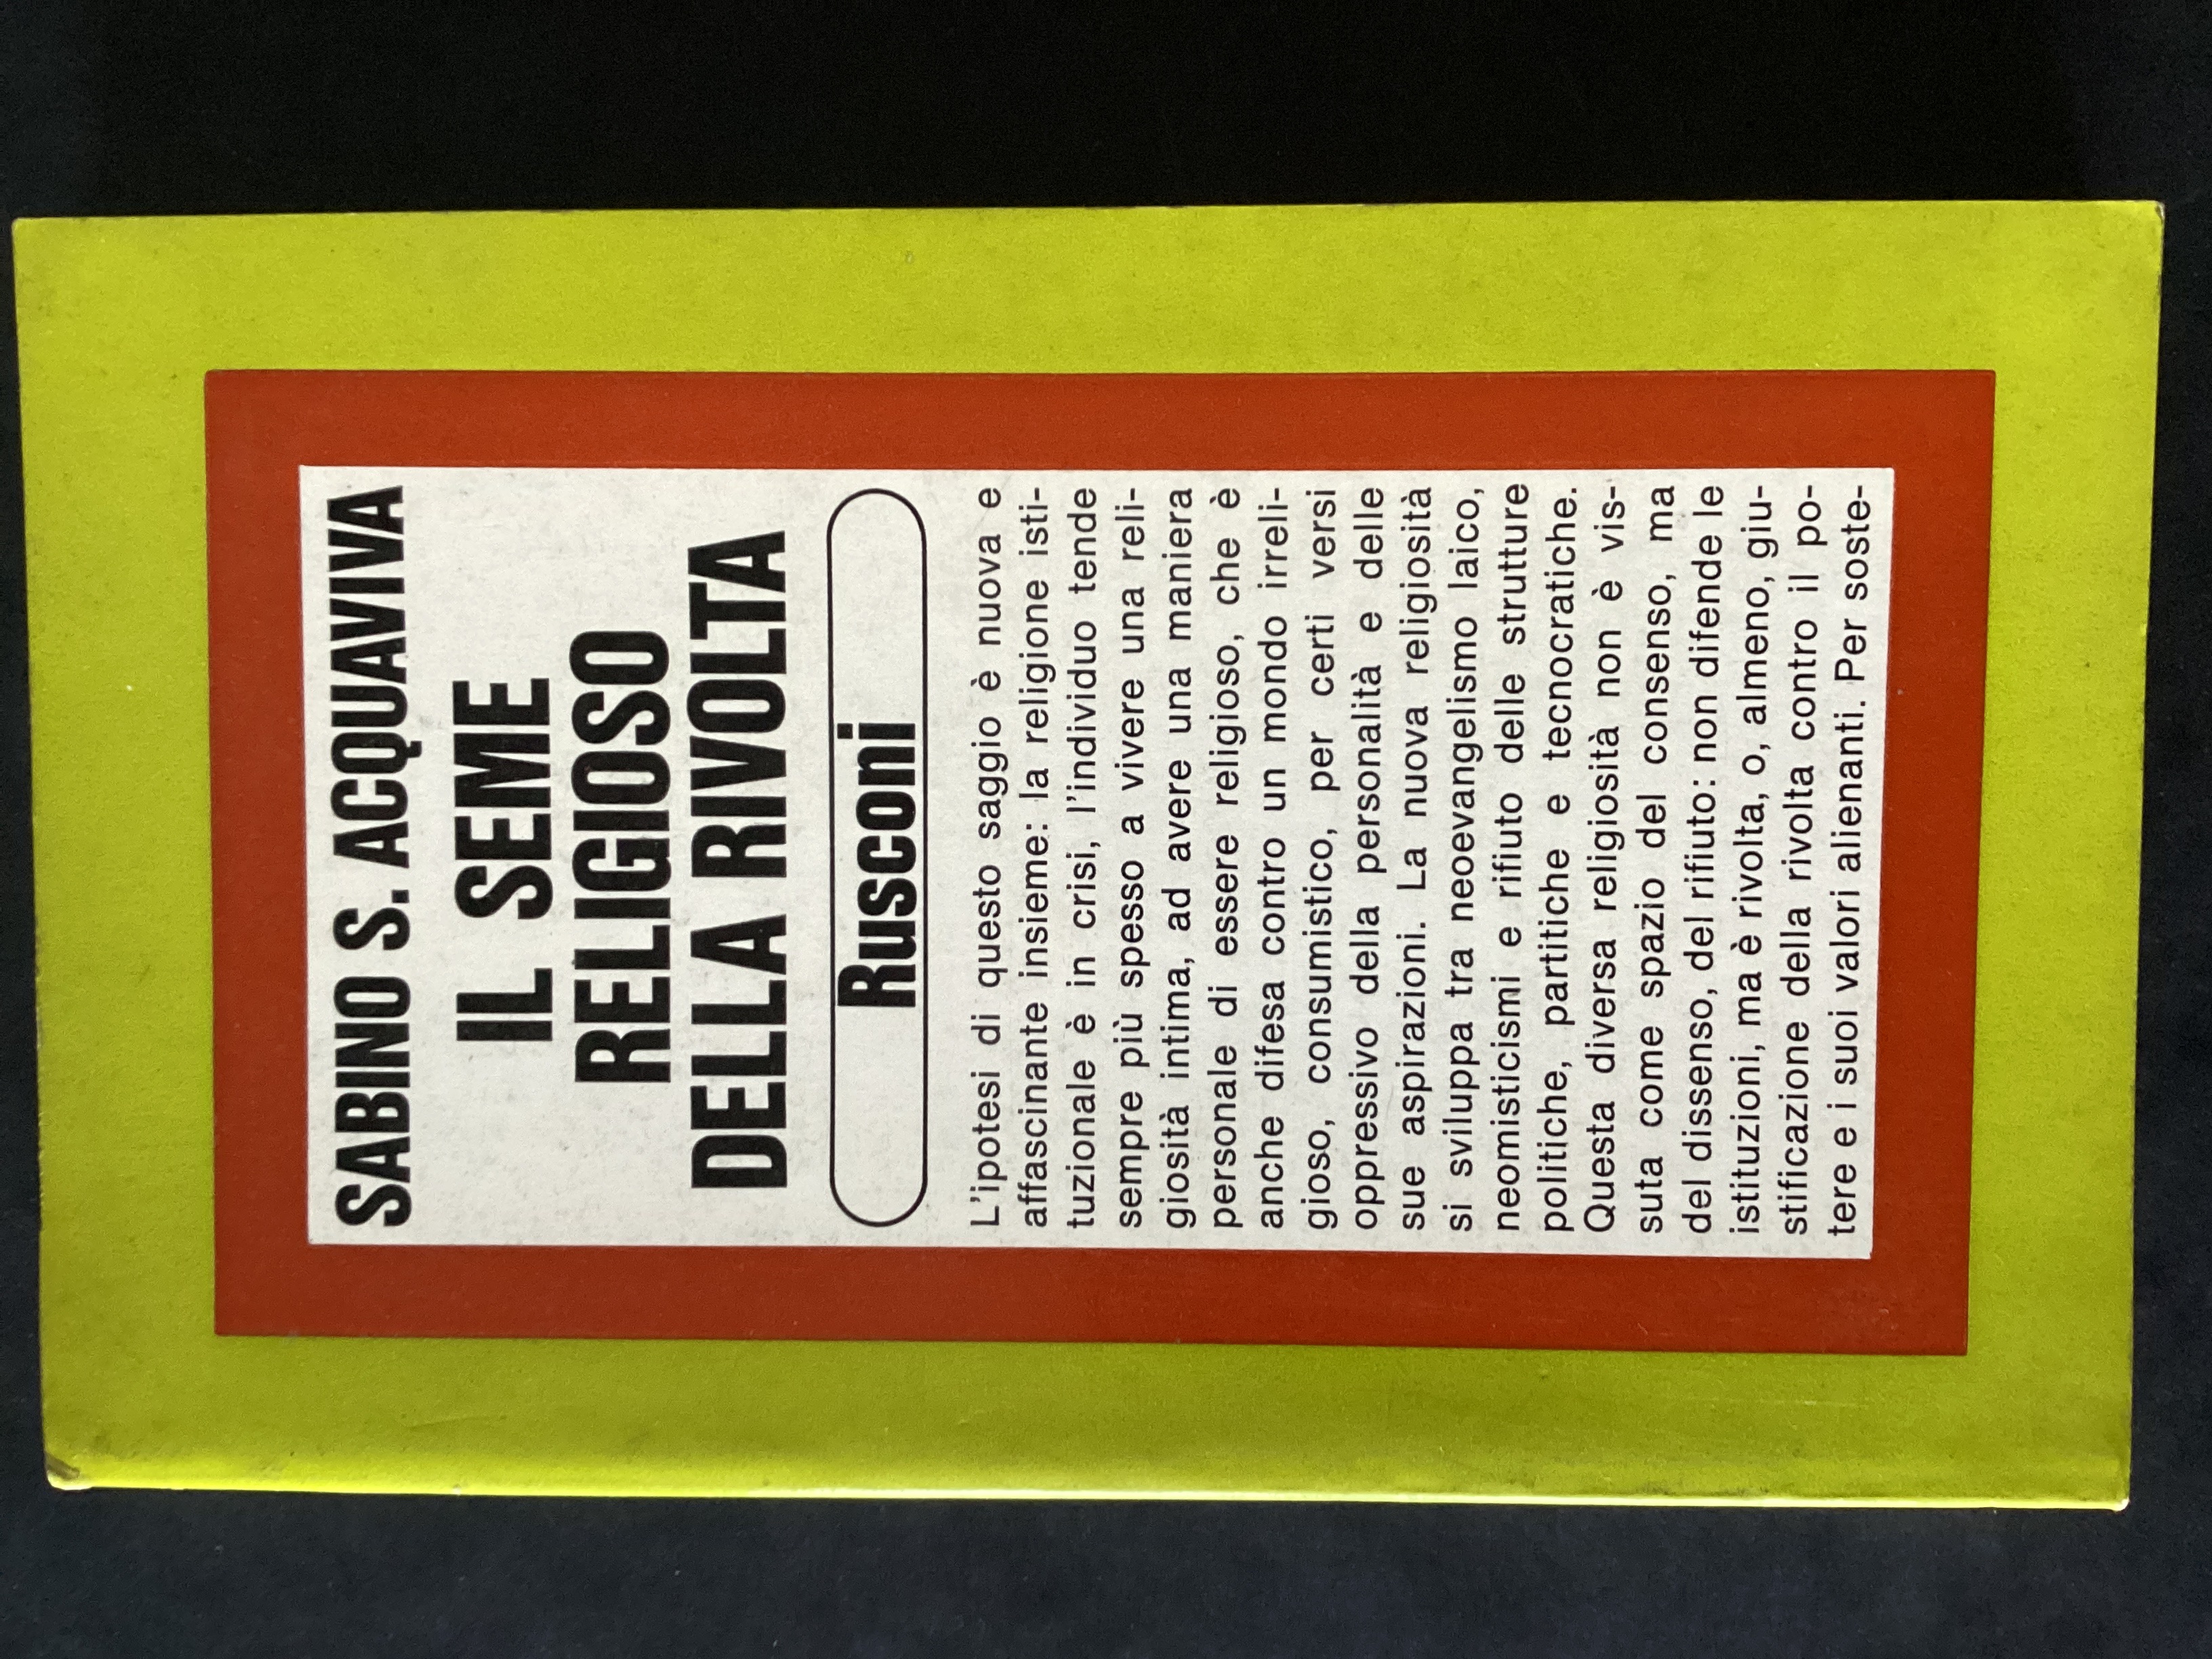 SABINO S. ACQUAVIVA
IL SEME
RELIGIOSO
DELLA RIVOLTA
Rusconi
L'ipotesi di questo saggio è nuova e
affascinante insieme: la religione isti-
tuzionale è in crisi, l'individuo tende
sempre più spesso a vivere una reli-
giosità intima, ad avere una maniera
personale di essere religioso, che è
anche difesa contro un mondo irreli-
gioso, consumistico, per certi versi
oppressivo della personalità e delle
sue aspirazioni. La nuova religiosità
si sviluppa tra neoevangelismo laico,
neomisticismi e rifiuto delle strutture
politiche, partitiche e tecnocratiche.
Questa diversa religiosità non è vis-
suta come spazio del consenso, ma
del dissenso, del rifiuto: non difende le
istituzioni, ma è rivolta, o, almeno, giu-
stificazione della rivolta contro il po-
tere e i suoi valori alienanti. Per soste-